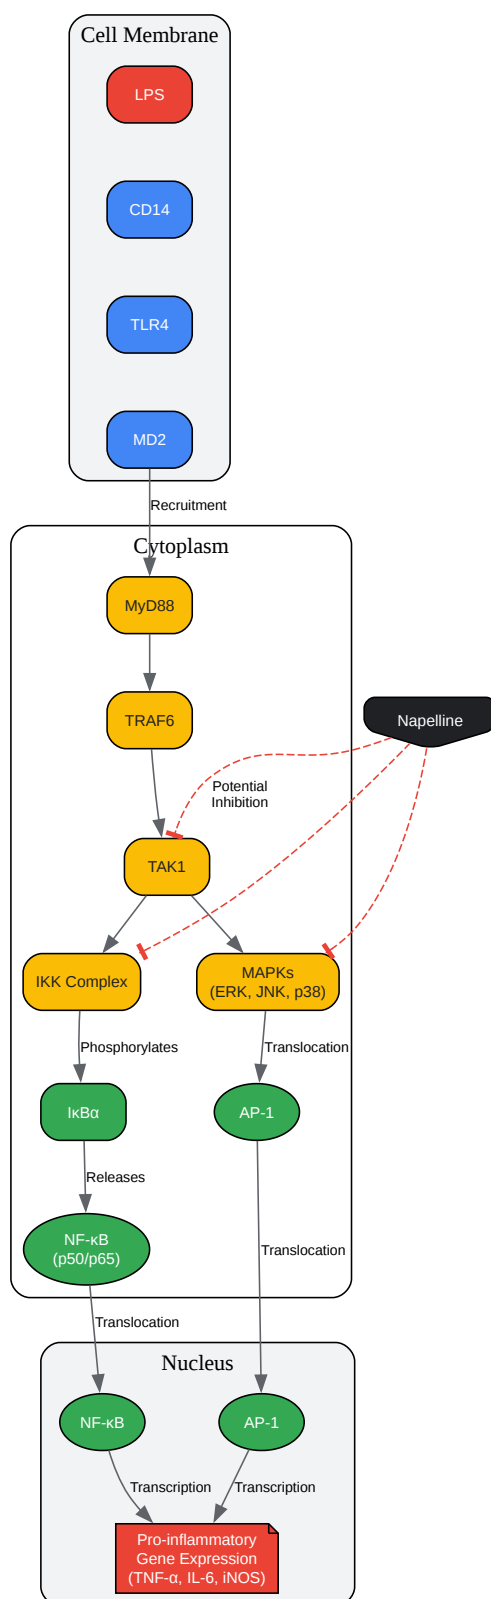 Cell Membrane
LPS
CD14
TLR4
MD2
Recruitment
Cytoplasm
MyD88
TRAF6
Napelline
Potential
Inhibition
TAK1
IKK Complex
MAPKs
(ERK, JNK, p38)
Phosphorylates
Translocation
IκBα
AP-1
Releases
NF-κB
(p50/p65)
Translocation
Translocation
Nucleus
NF-κB
AP-1
Transcription
Transcription
Pro-inflammatory
Gene Expression
(TNF-α, IL-6, iNOS)